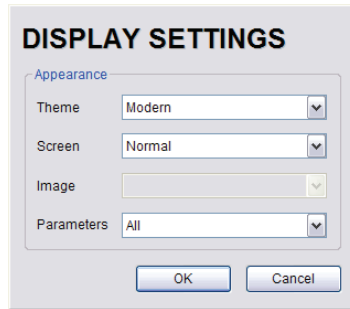 DISPLAY SETTINGS
Appearance
Theme Modern
Screen Normal
Image
Parameters All
OK Cancel